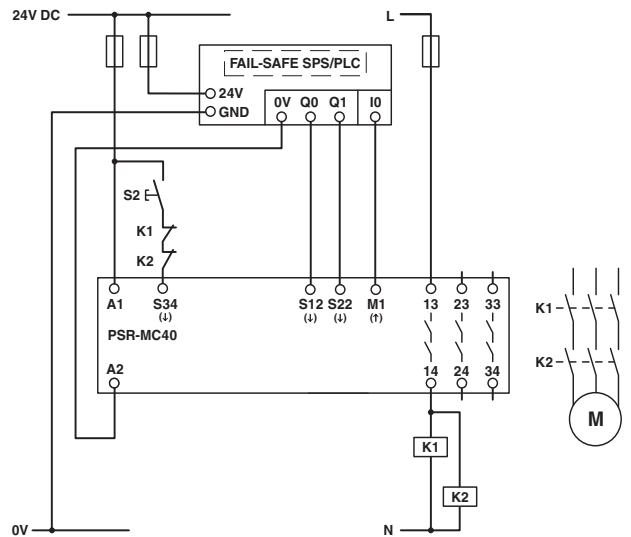 24V DC
L
FAIL-SAFE SPS/PLC
24V
GND
0V Q0 Q1 I0
S2
K1
K2
A1 S34 S12 S22 M1 13 23 33
(↓) (↓) (↓) (↑)
PSR-MC40
A2 14 24 34
K1
K2
M
K1
K2
0V N